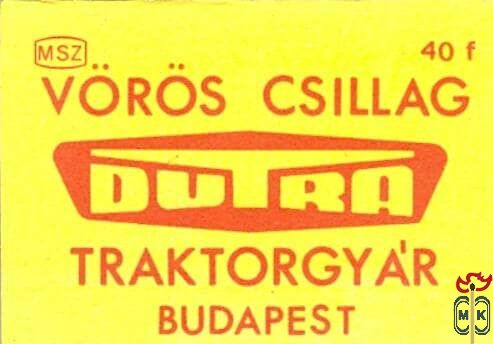 MSZ 40 f
VÖRÖS CSILLAG
DUTRA
TRAKTORGYÁR
BUDAPEST
MK